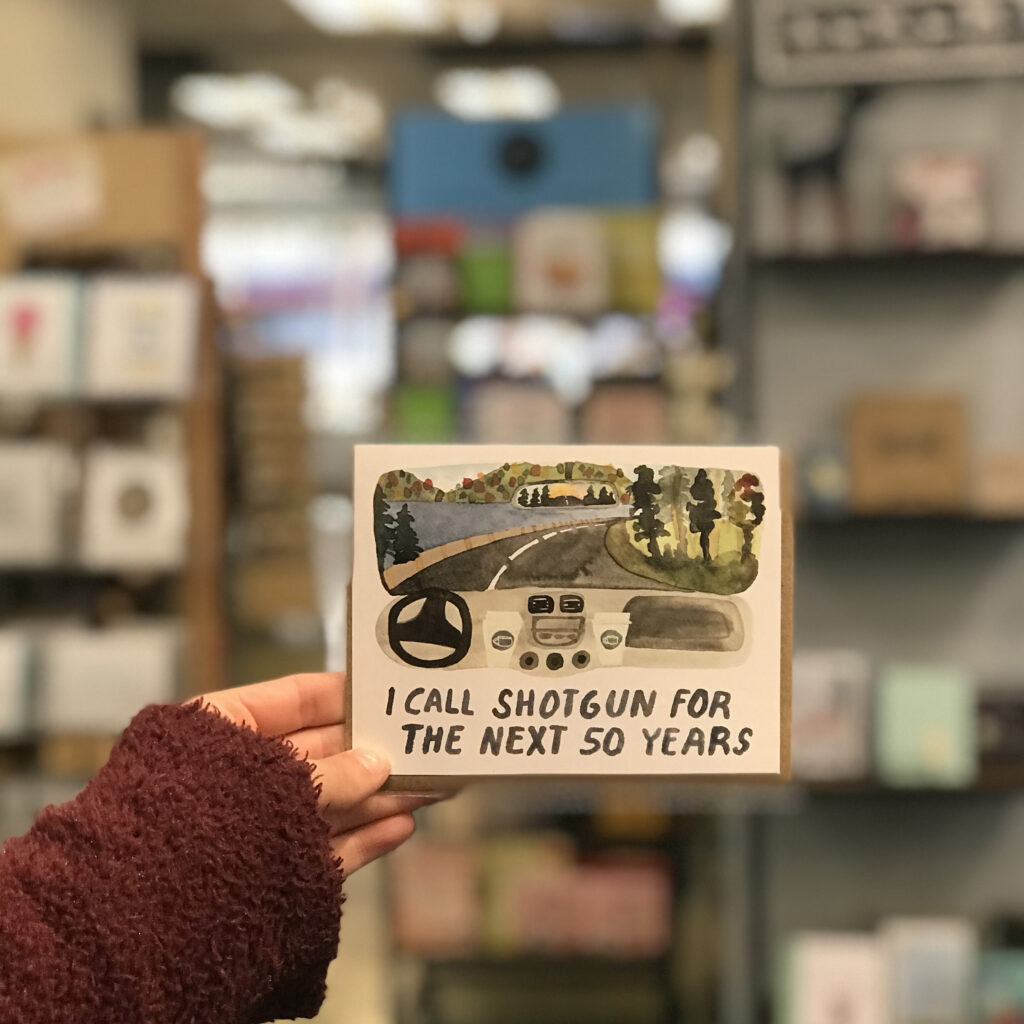 I CALL SHOTGUN FOR
THE NEXT 50 YEARS